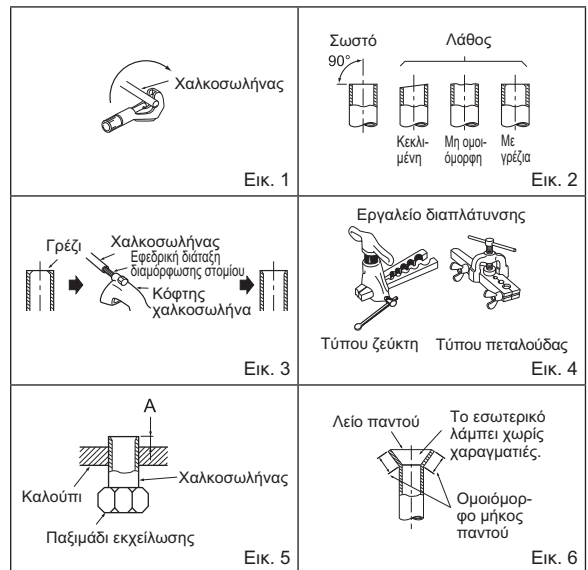 Χαλκοσωλήνας
Εικ. 1
Σωστό
Λάθος
90°
Κεκλι-
μένη
Μη ομοι-
όμορφη
Με
γρέζια
Εικ. 2
Γρέζι
Χαλκοσωλήνας
Εφεδρική διάταξη
διαμόρφωσης στομίου
Κόφτης
χαλκοσωλήνα
Εικ. 3
Εργαλείο διαπλάτυνσης
Τύπου ζεύκτη
Τύπου πεταλούδας
Εικ. 4
A
Χαλκοσωλήνας
Καλούπι
Παξιμάδι εκχείλωσης
Εικ. 5
Λείο παντού
Το εσωτερικό
λάμπει χωρίς
χαραγματιές.
Ομοιόμορ-
φο μήκος
παντού
Εικ. 6